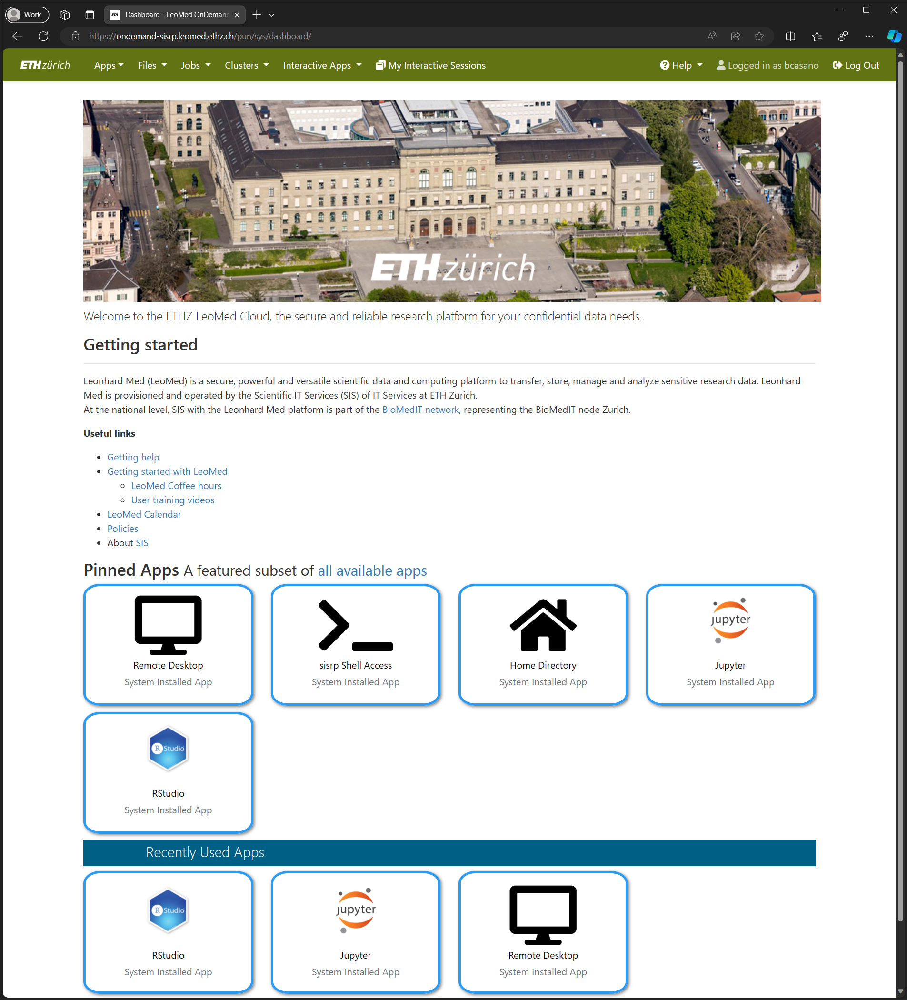 Work
Dashboard - LeoMed OnDeman
https://ondemand-sisrp.leomed.ethz.ch/pun/sys/dashboard/
ETH zürich Apps Files Jobs Clusters Interactive Apps My Interactive Sessions Help Logged in as bcasano Log Out
ETH zürich
Welcome to the ETHZ LeoMed Cloud, the secure and reliable research platform for your confidential data needs.
Getting started
Leonhard Med (LeoMed) is a secure, powerful and versatile scientific data and computing platform to transfer, store, manage and analyze sensitive research data. Leonhard
Med is provisioned and operated by the Scientific IT Services (SIS) of IT Services at ETH Zurich.
At the national level, SIS with the Leonhard Med platform is part of the BioMedIT network, representing the BioMedIT node Zurich.
Useful links
Getting help
Getting started with LeoMed
LeoMed Coffee hours
User training videos
LeoMed Calendar
Policies
About SIS
Pinned Apps A featured subset of all available apps
Remote Desktop
System Installed App
sisrp Shell Access
System Installed App
Home Directory
System Installed App
jupyter
Jupyter
System Installed App
R Studio
RStudio
System Installed App
Recently Used Apps
R Studio
RStudio
System Installed App
jupyter
Jupyter
System Installed App
Remote Desktop
System Installed App